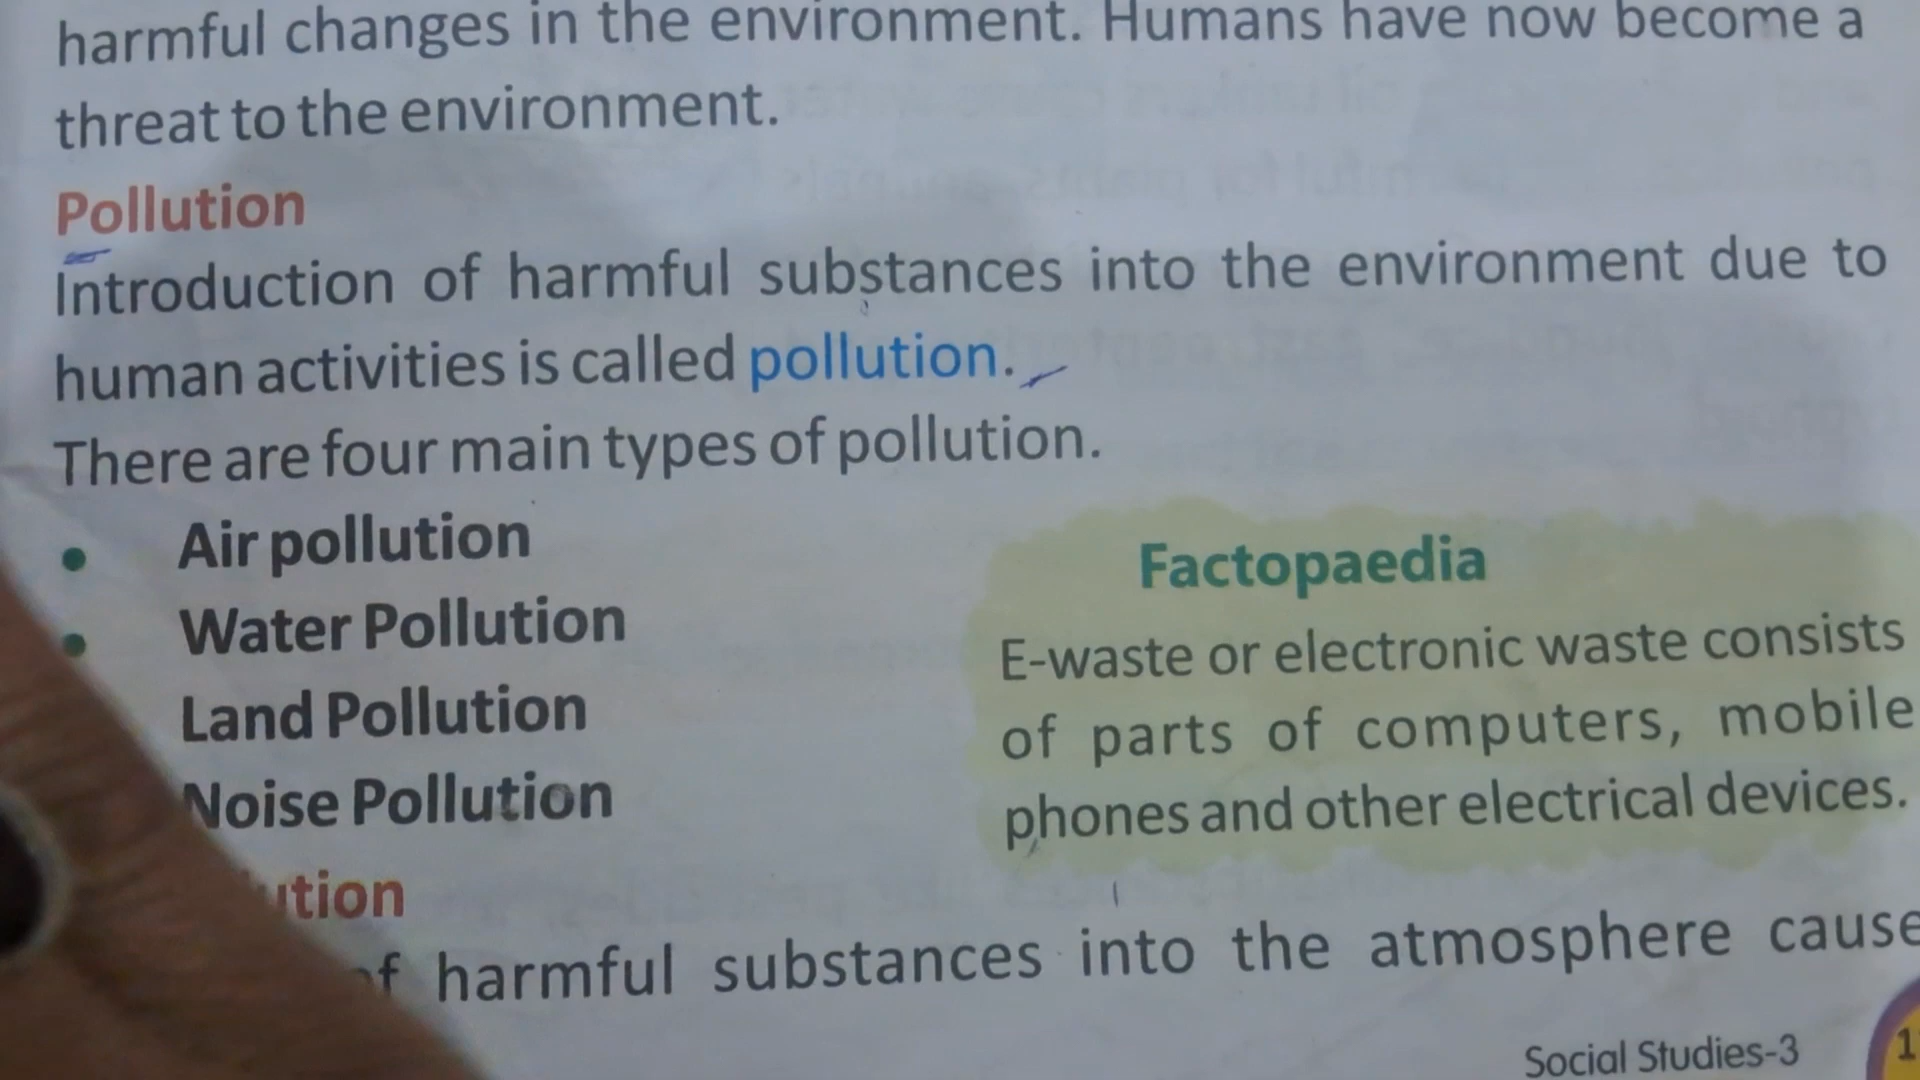 harmful changes in the environment. Humans have now become a
threat to the environment.
Pollution
Introduction of harmful substances into the environment due to
human activities is called pollution.
There are four main types of pollution.
• Air pollution
• Water Pollution
Land Pollution
Noise Pollution
Factopaedia
E-waste or electronic waste consists
of parts of computers, mobile
phones and other electrical devices.
of harmful substances into the atmosphere cause
Social Studies-3